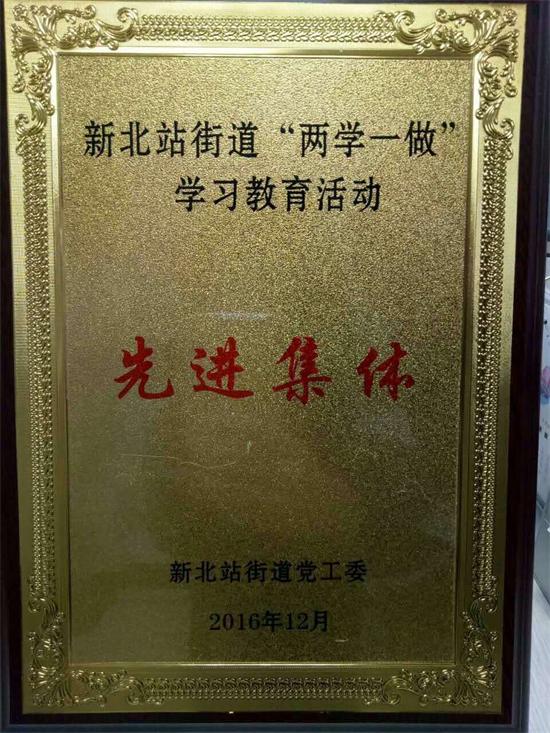 新北站街道“两学一做”
学习教育活动
先进集体
新北站街道党工委
2016年12月